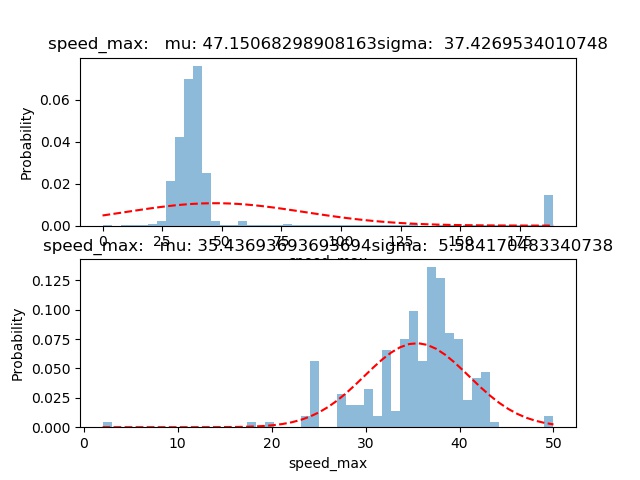 speed_max:   mu: 47.15068298908163sigma:  37.4269534010748
Probability
0.06
0.04
0.02
0.00
0 25 50 75 100 125 150 175
speed_max
speed_max:   mu: 35.43693693693694sigma:  5.584170483340738
Probability
0.125
0.100
0.075
0.050
0.025
0.000
0 10 20 30 40 50
speed_max